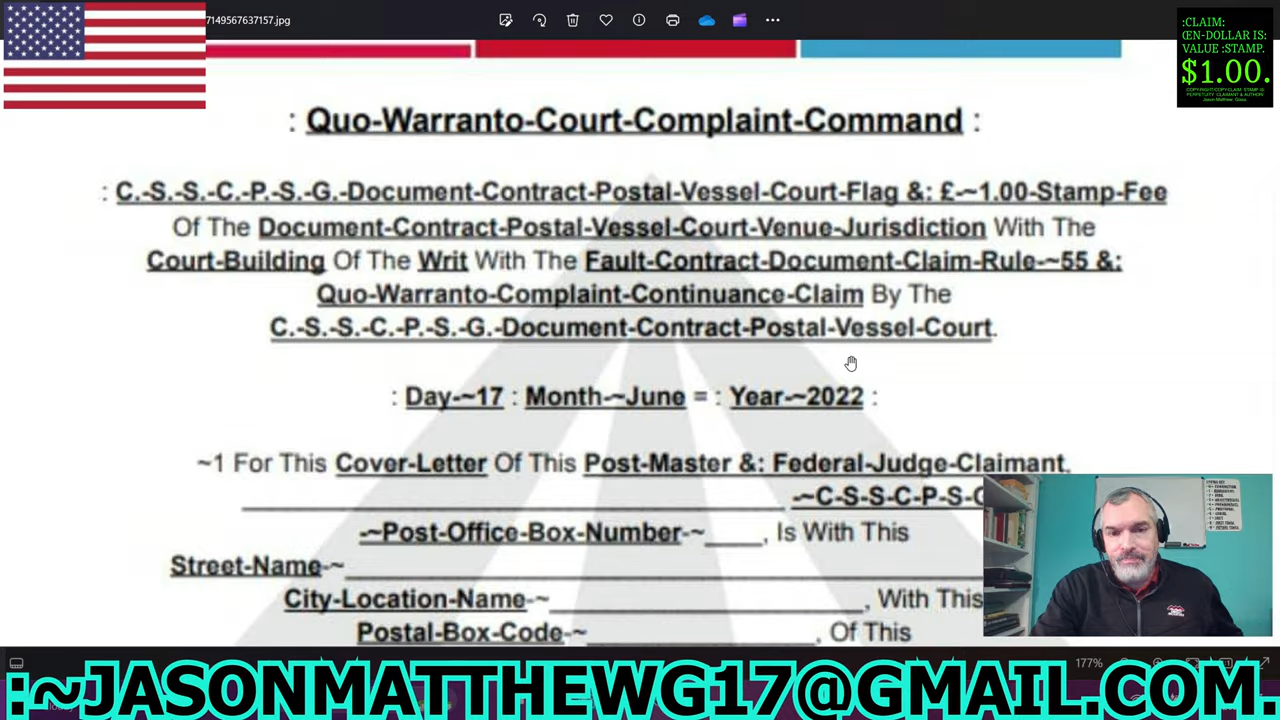 7149567637157.jpg
:CLAIM:
ŒN-DOLLAR IS:
VALUE :STAMP.
$1.00.
: Quo-Warranto-Court-Complaint-Command :
: C.-S.-S.-C.-P.-S.-G.-Document-Contract-Postal-Vessel-Court-Flag &: £-~1.00-Stamp-Fee
Of The Document-Contract-Postal-Vessel-Court-Venue-Jurisdiction With The
Court-Building Of The Writ With The Fault-Contract-Document-Claim-Rule-~55 &:
Quo-Warranto-Complaint-Continuance-Claim By The
C.-S.-S.-C.-P.-S.-G.-Document-Contract-Postal-Vessel-Court.
: Day-~17 : Month-~June = : Year-~2022 :
~1 For This Cover-Letter Of This Post-Master &: Federal-Judge-Claimant,
-~C-S-S-C-P-S-
-~Post-Office-Box-Number-~____, Is With This
Street-Name-~
City-Location-Name-~____, With This
Postal-Box-Code-~____, Of This
177%
:~JASONMATTHEWG17@GMAIL.COM.